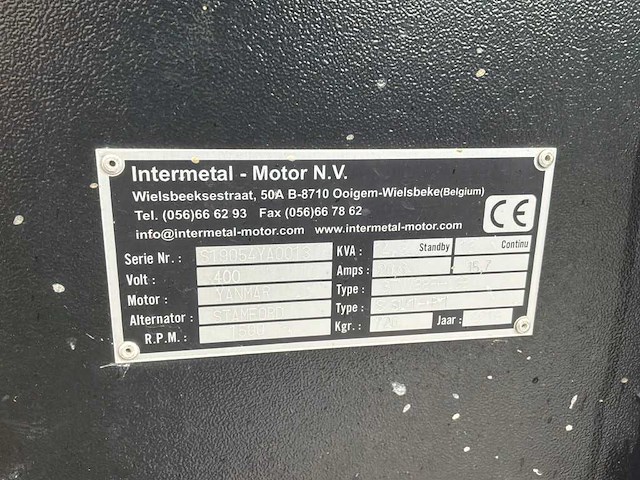 Intermetal - Motor N.V.
Wielsbeeksestraat, 50A B-8710 Ooigem-Wielsbeke(Belgium)
Tel. (056)66 62 93 Fax (056)66 78 62
info@intermetal-motor.com www.intermetal-motor.com
CE
Serie Nr.: KVA: Standby Continu
Volt: 400 Amps: 15,7
Motor: YANMAR Type:
Alternator: STAMFORD Type:
R.P.M.: Kgr.: Jaar: